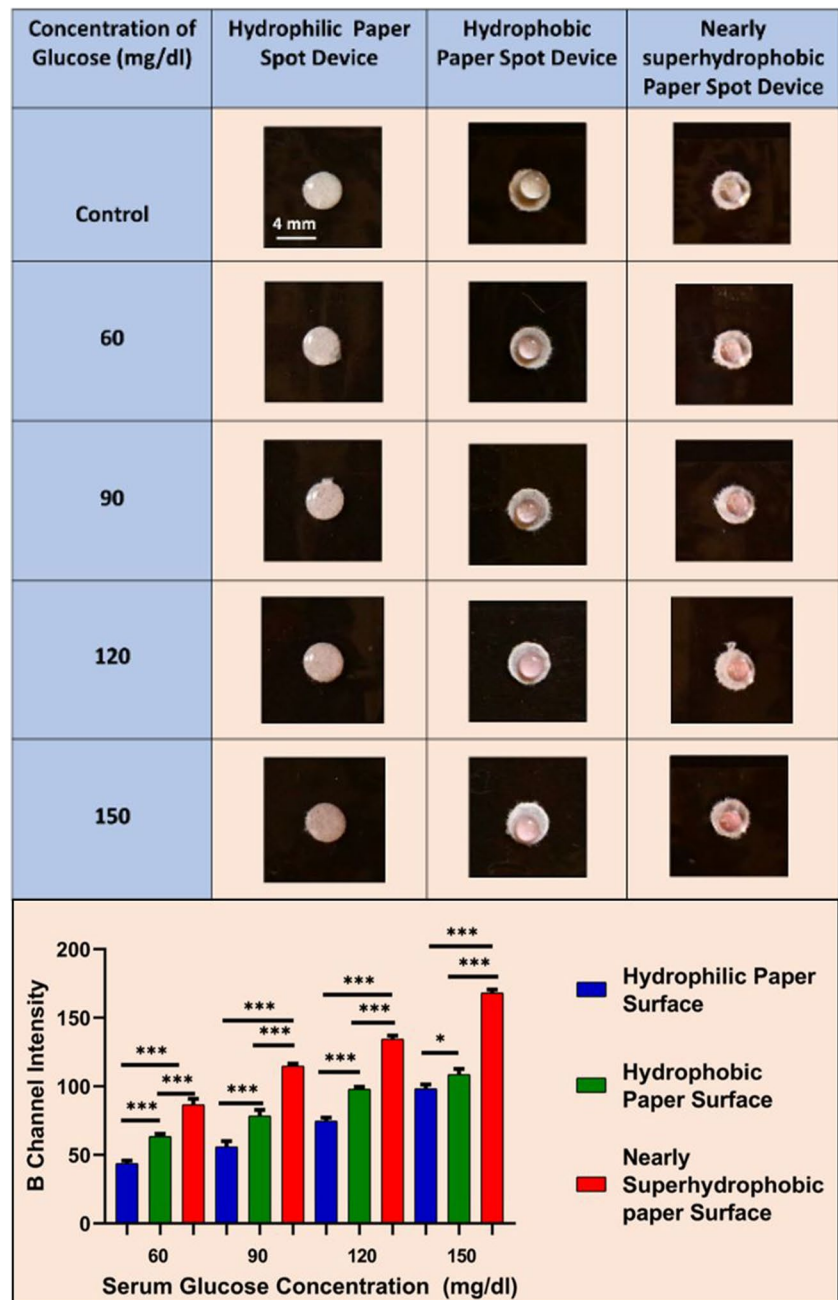 Concentration of
Glucose (mg/dl)
Hydrophilic Paper
Spot Device
Hydrophobic
Paper Spot Device
Nearly
superhydrophobic
Paper Spot Device
Control
4 mm
60
90
120
150
200
150
100
50
0
B Channel Intensity
***
***
***
***
***
***
***
***
***
***
***
*
60
90
120
150
Serum Glucose Concentration (mg/dl)
Hydrophilic Paper
Surface
Hydrophobic
Paper Surface
Nearly
Superhydrophobic
paper Surface